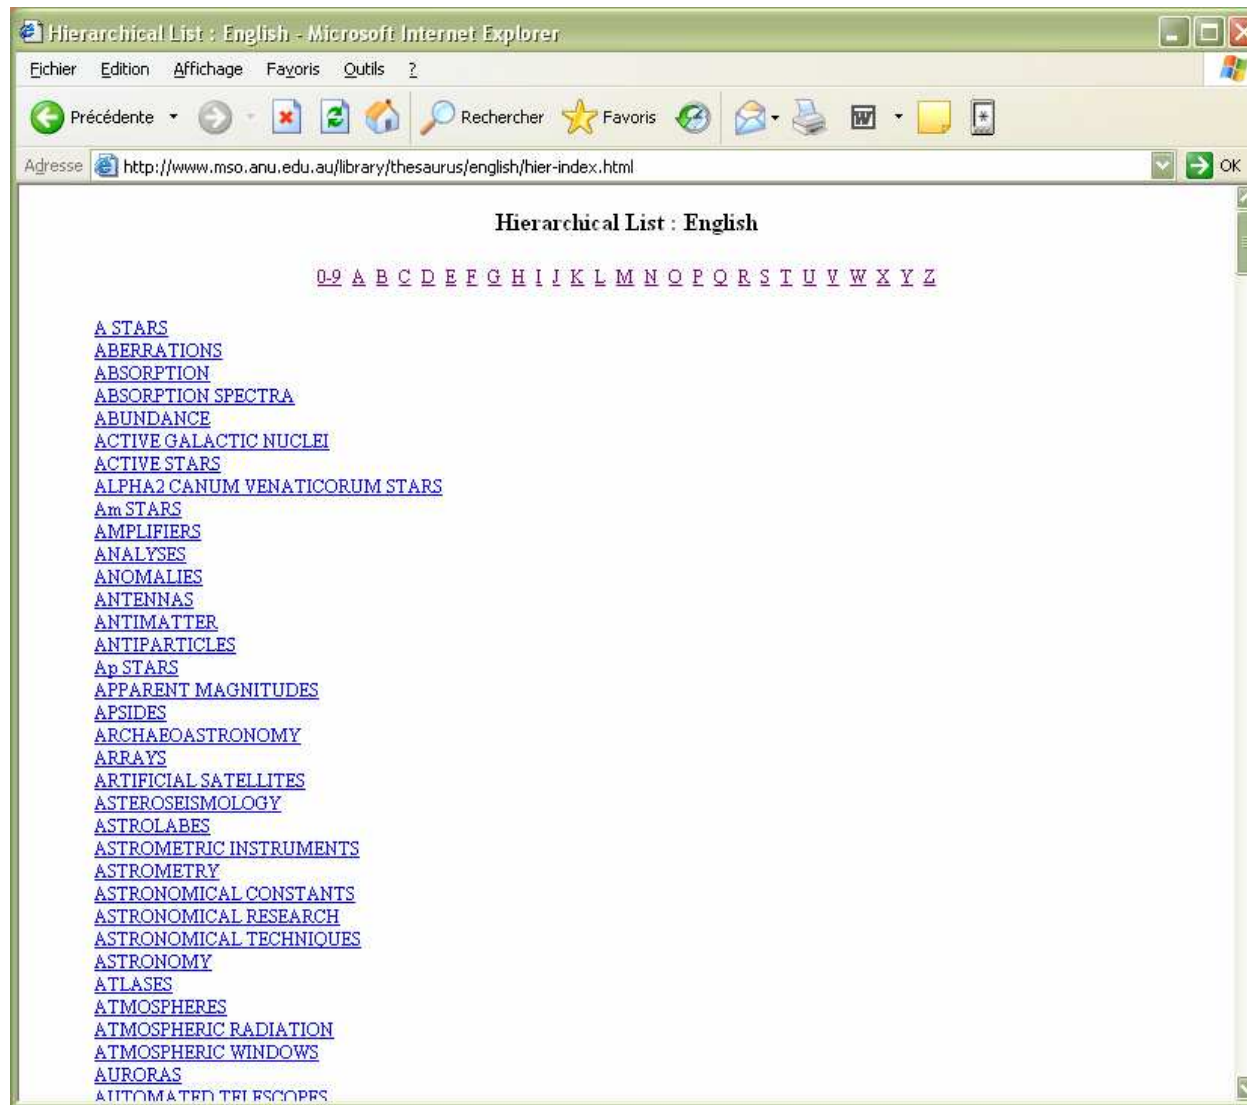 Hierarchical List : English - Microsoft Internet Explorer
Fichier Edition Affichage Favoris Outils ?
Précédente Rechercher Favoris
Adresse http://www.mso.anu.edu.au/library/thesaurus/english/hier-index.html OK
Hierarchical List : English
0-9 A B C D E F G H I J K L M N O P Q R S T U V W X Y Z
A STARS
ABERRATIONS
ABSORPTION
ABSORPTION SPECTRA
ABUNDANCE
ACTIVE GALACTIC NUCLEI
ACTIVE STARS
ALPHA2 CANUM VENATICORUM STARS
Am STARS
AMPLIFIERS
ANALYSES
ANOMALIES
ANTENNAS
ANTIMATTER
ANTIPARTICLES
Ap STARS
APPARENT MAGNITUDES
APSIDES
ARCHAEOASTRONOMY
ARRAYS
ARTIFICIAL SATELLITES
ASTEROSEISMOLOGY
ASTROLABES
ASTROMETRIC INSTRUMENTS
ASTROMETRY
ASTRONOMICAL CONSTANTS
ASTRONOMICAL RESEARCH
ASTRONOMICAL TECHNIQUES
ASTRONOMY
ATLASES
ATMOSPHERES
ATMOSPHERIC RADIATION
ATMOSPHERIC WINDOWS
AURORAS
AUTOMATED TELESCOPES